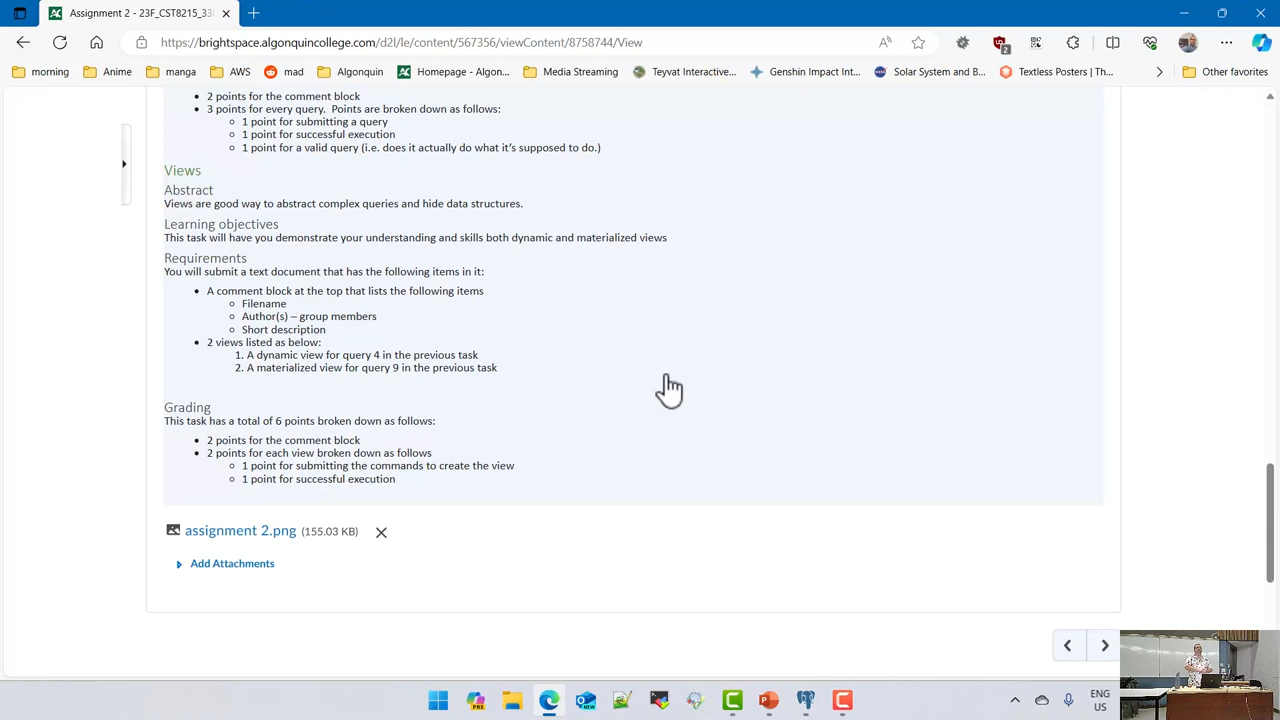 Assignment 2 - 23F_CST8215_33
https://brightspace.algonquincollege.com/d2l/le/content/567356/viewContent/8758744/View
2
morning
Anime
manga
AWS
mad
Algonquin
Homepage - Algon...
Media Streaming
Teyvat Interactive...
Genshin Impact Int...
Solar System and B...
Textless Posters | Th...
Other favorites
2 points for the comment block
3 points for every query. Points are broken down as follows:
1 point for submitting a query
1 point for successful execution
1 point for a valid query (i.e. does it actually do what it's supposed to do.)
Views
Abstract
Views are good way to abstract complex queries and hide data structures.
Learning objectives
This task will have you demonstrate your understanding and skills both dynamic and materialized views
Requirements
You will submit a text document that has the following items in it:
A comment block at the top that lists the following items
Filename
Author(s) – group members
Short description
2 views listed as below:
1. A dynamic view for query 4 in the previous task
2. A materialized view for query 9 in the previous task
Grading
This task has a total of 6 points broken down as follows:
2 points for the comment block
2 points for each view broken down as follows
1 point for submitting the commands to create the view
1 point for successful execution
assignment 2.png (155.03 KB)
Add Attachments
ENG
US